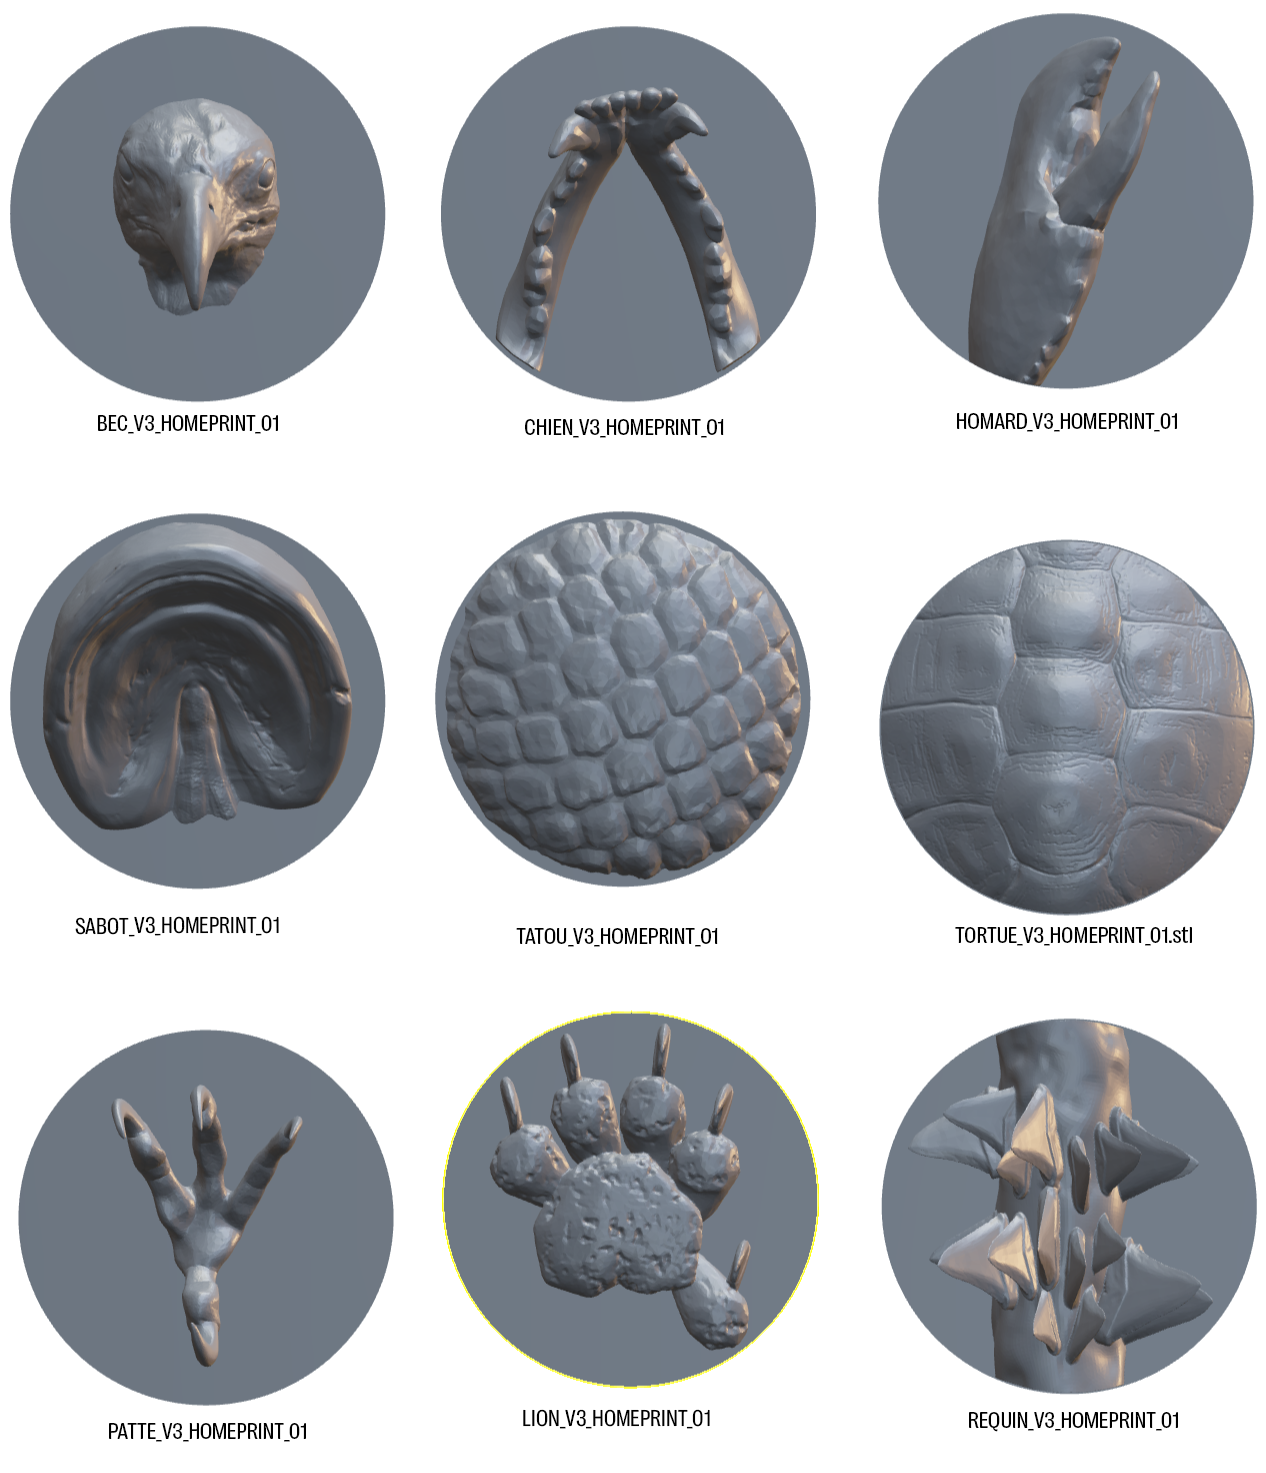 BEC_V3_HOMEPRINT_01
CHIEN_V3_HOMEPRINT_01
HOMARD_V3_HOMEPRINT_01
SABOT_V3_HOMEPRINT_01
TATOU_V3_HOMEPRINT_01
TORTUE_V3_HOMEPRINT_01.stl
PATTE_V3_HOMEPRINT_01
LION_V3_HOMEPRINT_01
REQUIN_V3_HOMEPRINT_01